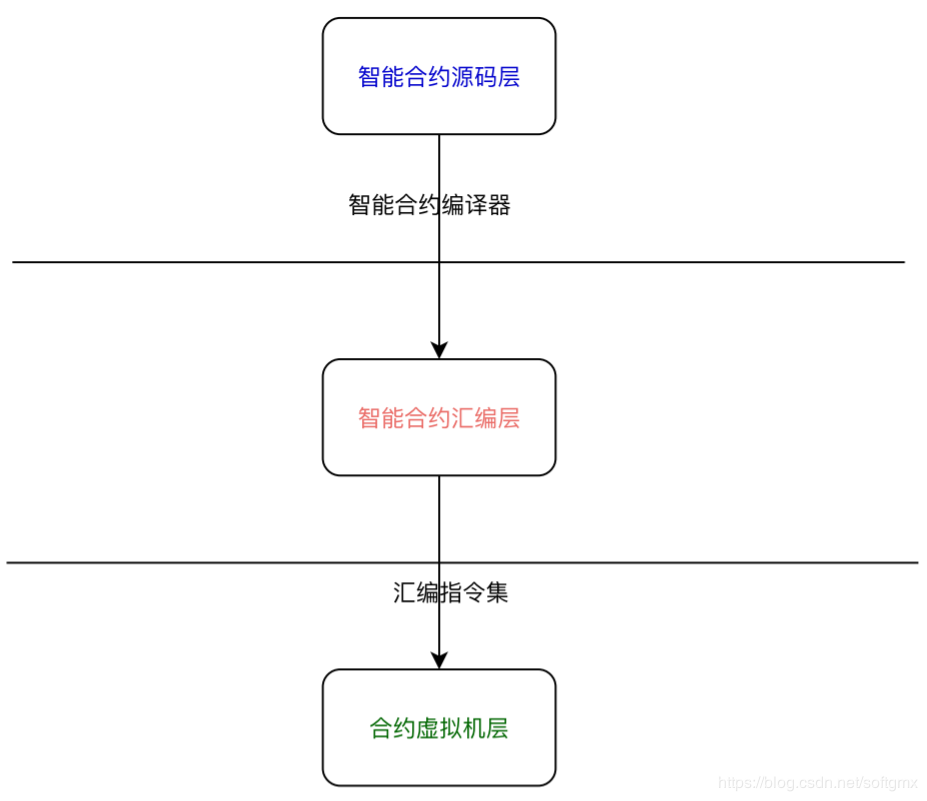 智能合约源码层
智能合约编译器
智能合约汇编层
汇编指令集
合约虚拟机层
https://blog.csdn.net/softgmx